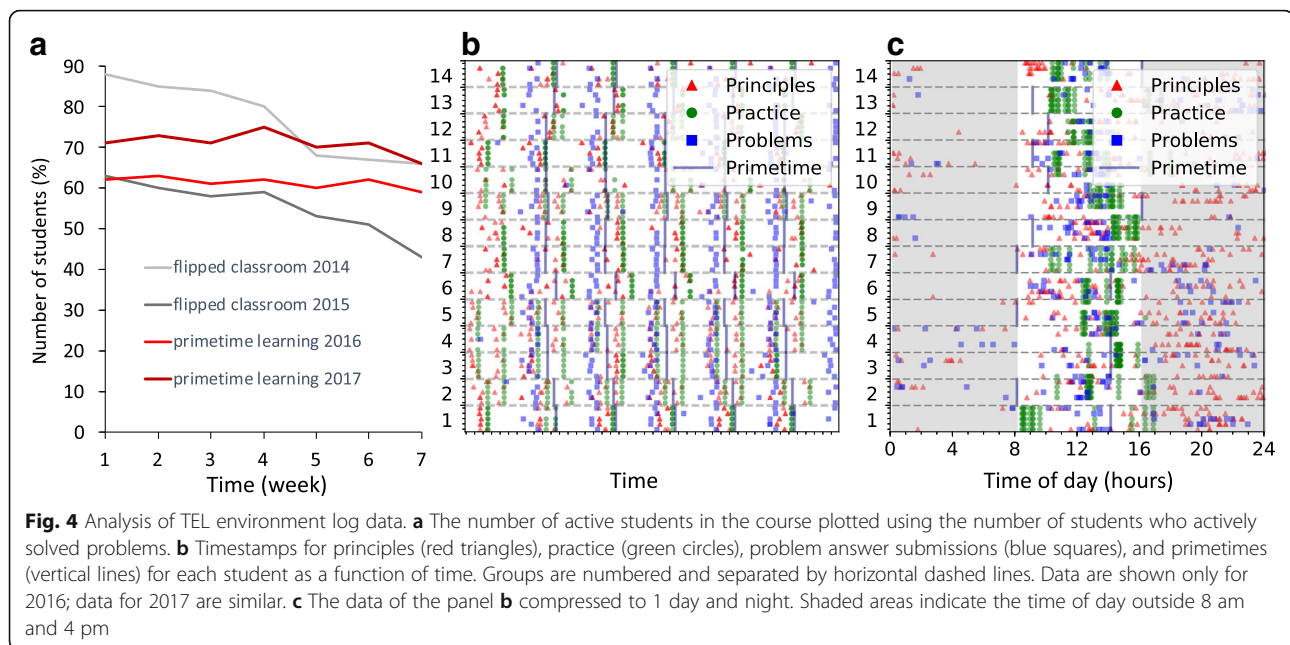 a
Number of students (%)
90
80
70
60
50
40
30
20
10
0
flipped classroom 2014
flipped classroom 2015
primetime learning 2016
primetime learning 2017
1 2 3 4 5 6 7
Time (week)
b
14
13
12
11
10
9
8
7
6
5
4
3
2
1
Principles
Practice
Problems
Primetime
Time
c
14
13
12
11
10
9
8
7
6
5
4
3
2
1
Principles
Practice
Problems
Primetime
0 4 8 12 16 20 24
Time of day (hours)
Fig. 4 Analysis of TEL environment log data. a The number of active students in the course plotted using the number of students who actively
solved problems. b Timestamps for principles (red triangles), practice (green circles), problem answer submissions (blue squares), and primetimes
(vertical lines) for each student as a function of time. Groups are numbered and separated by horizontal dashed lines. Data are shown only for
2016; data for 2017 are similar. c The data of the panel b compressed to 1 day and night. Shaded areas indicate the time of day outside 8 am
and 4 pm